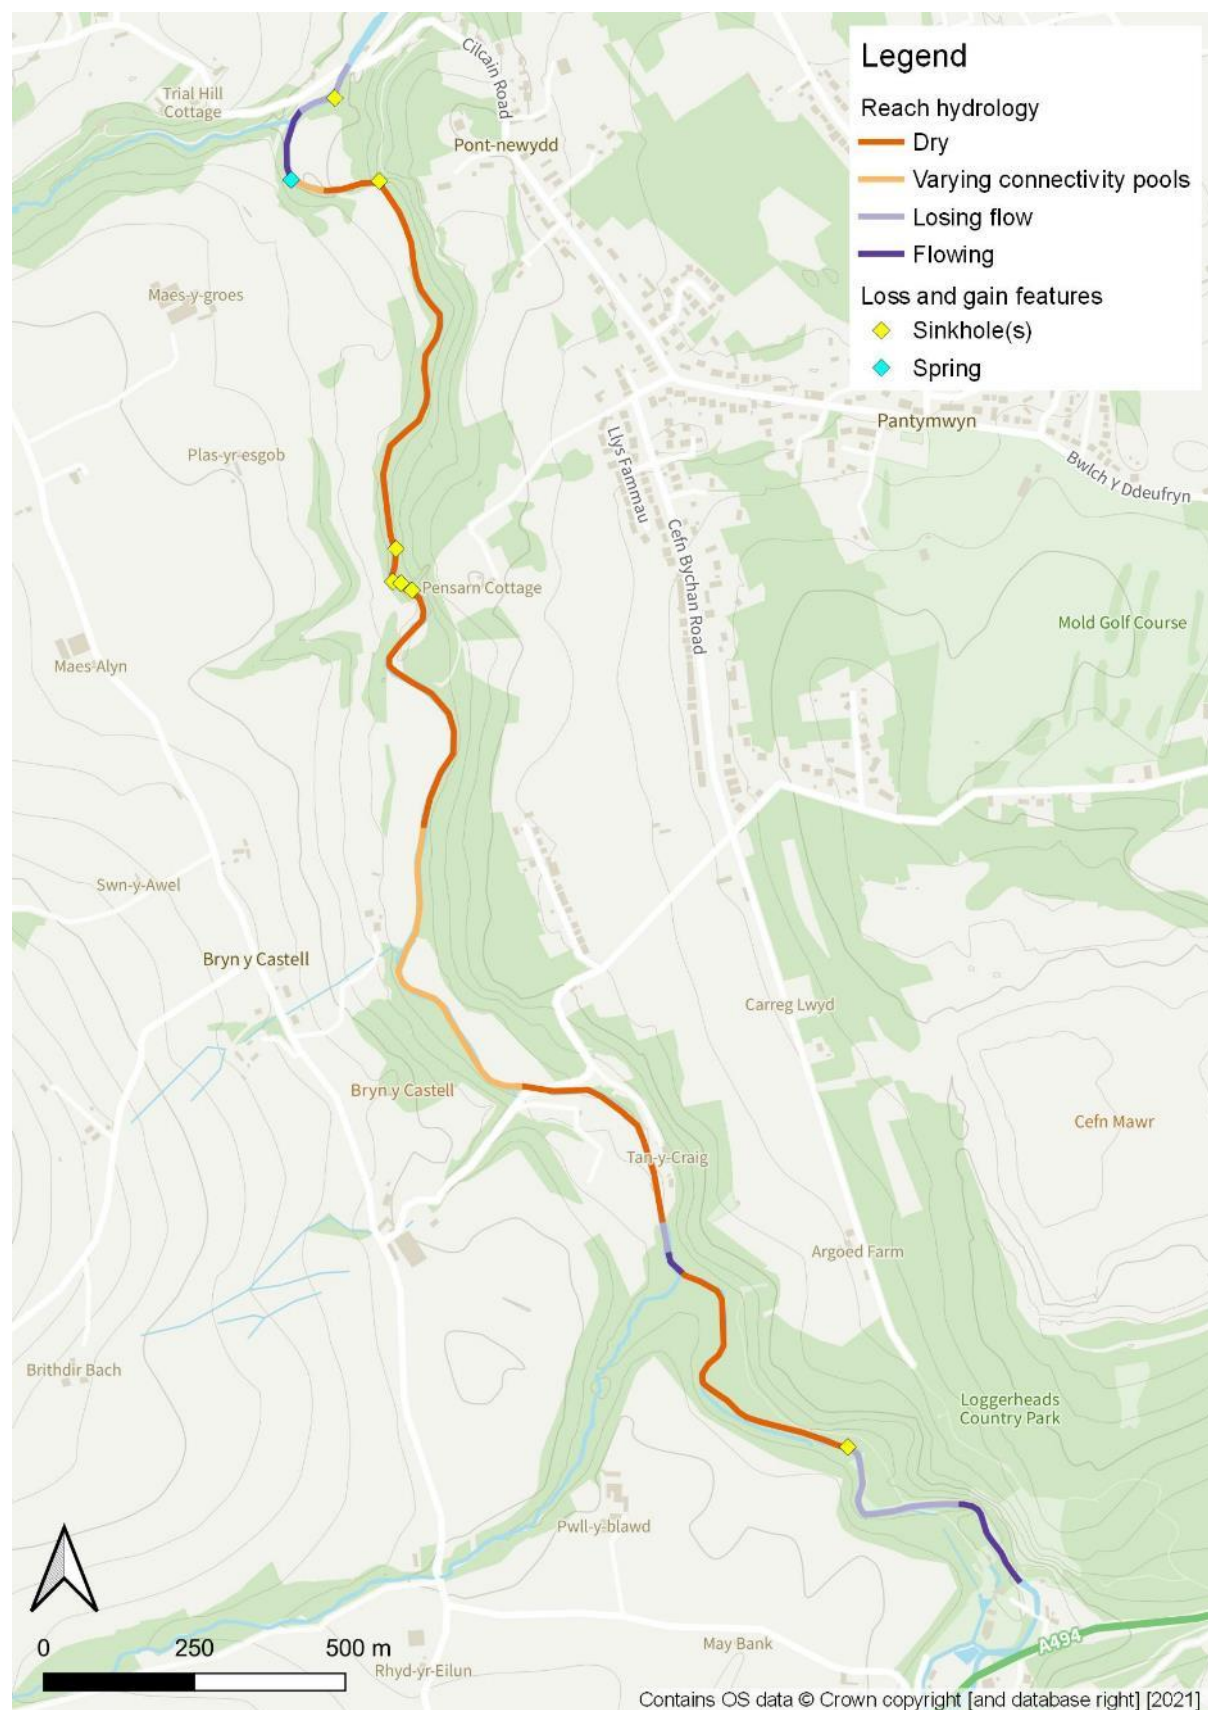 Legend
Reach hydrology
Dry
Varying connectivity pools
Losing flow
Flowing
Loss and gain features
Sinkhole(s)
Spring
Cilcain Road
Trial Hill
Cottage
Pont-newydd
Maes-y-groes
Pantymwyn
Plas-yr-esgob
Llys Fammau
Bwlch Y Ddeufryn
Cefn Bychan Road
Pensarn Cottage
Mold Golf Course
Maes-Alyn
Swn-y-Awel
Bryn y Castell
Carreg Lwyd
Bryn y Castell
Cefn Mawr
Tan-y-Craig
Argoed Farm
Brithdir Bach
Loggerheads
Country Park
Pwll-y-blawd
May Bank
A494
Rhyd-yr-Eilun
0 250 500 m
Contains OS data © Crown copyright [and database right] [2021]